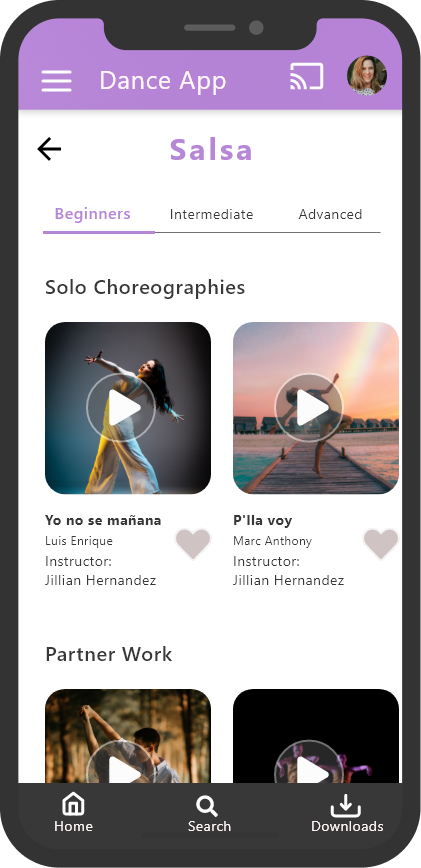 Dance App
Salsa
Beginners Intermediate Advanced
Solo Choreographies
Yo no se mañana
Luis Enrique
Instructor:
Jillian Hernandez
P'lla voy
Marc Anthony
Instructor:
Jillian Hernandez
Partner Work
Home Search Downloads